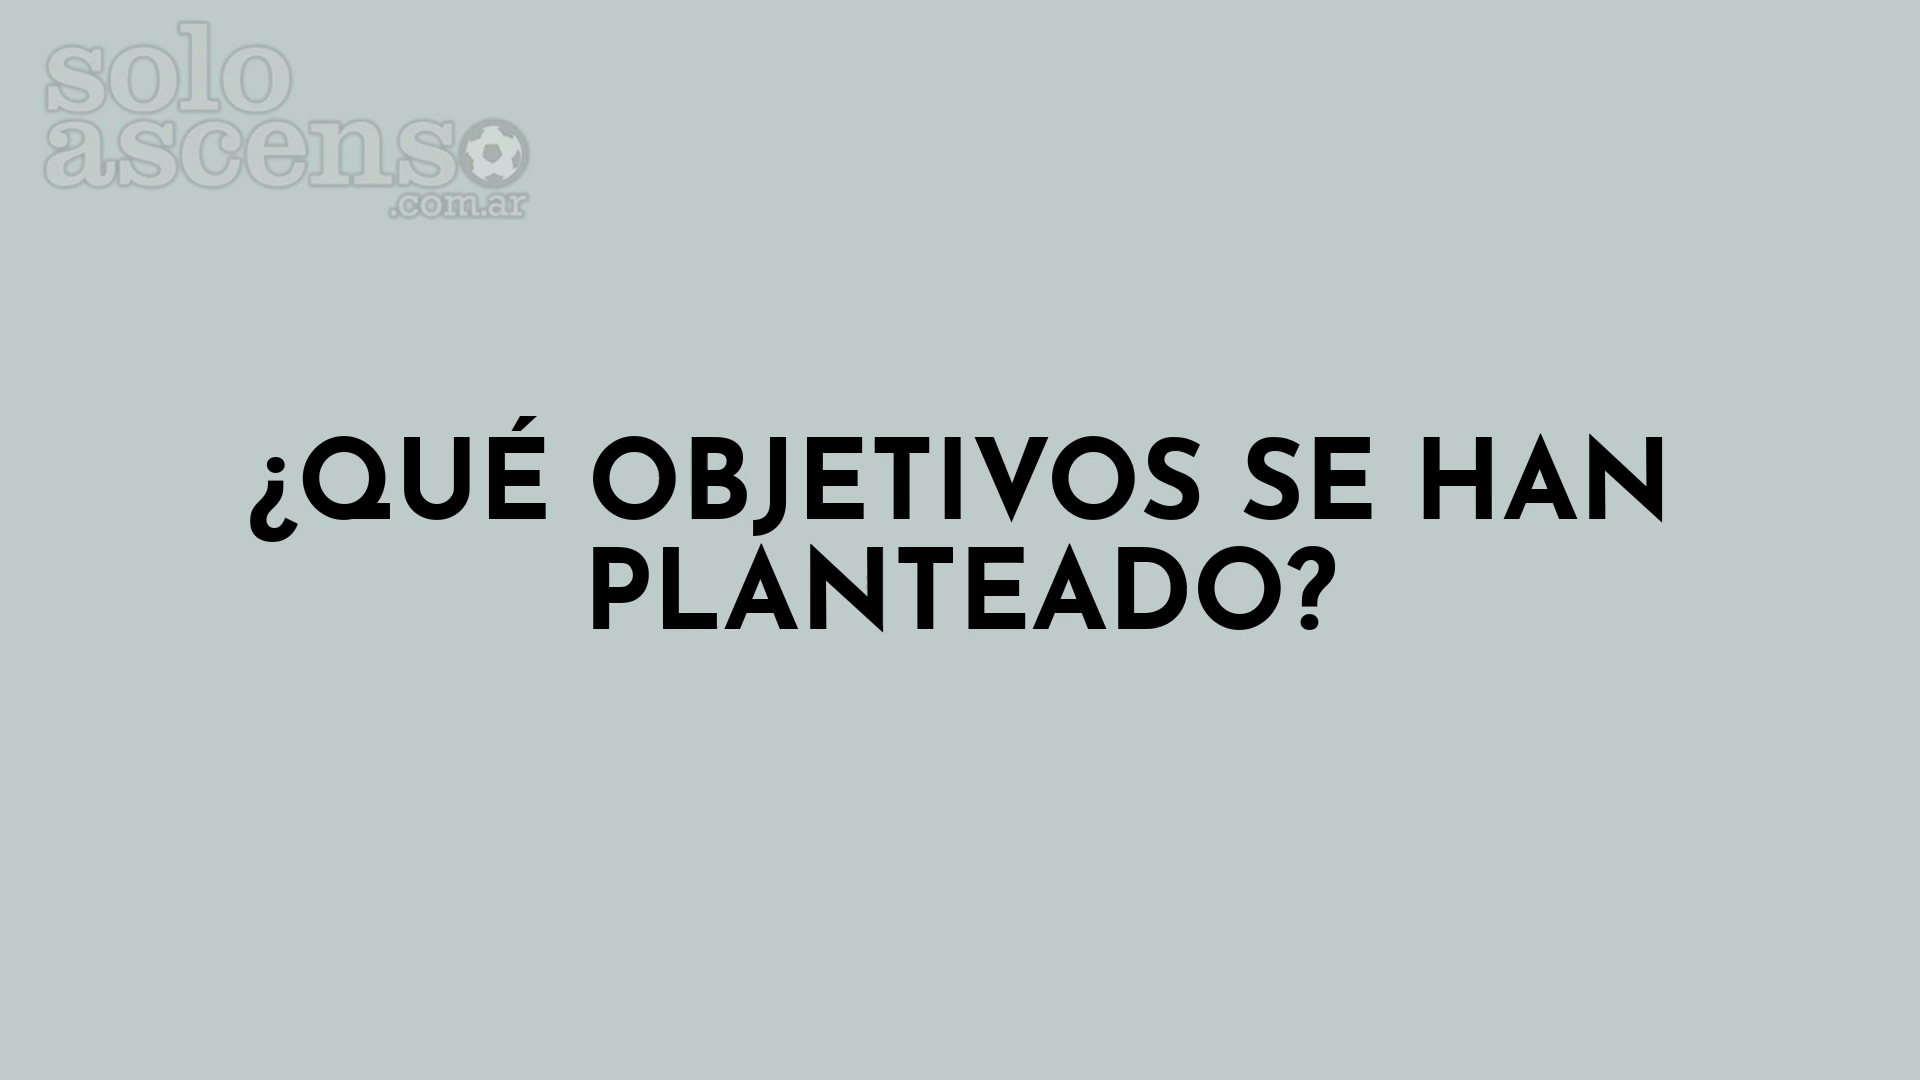 solo
ascenso
.com.ar
¿QUÉ OBJETIVOS SE HAN
PLANTEADO?